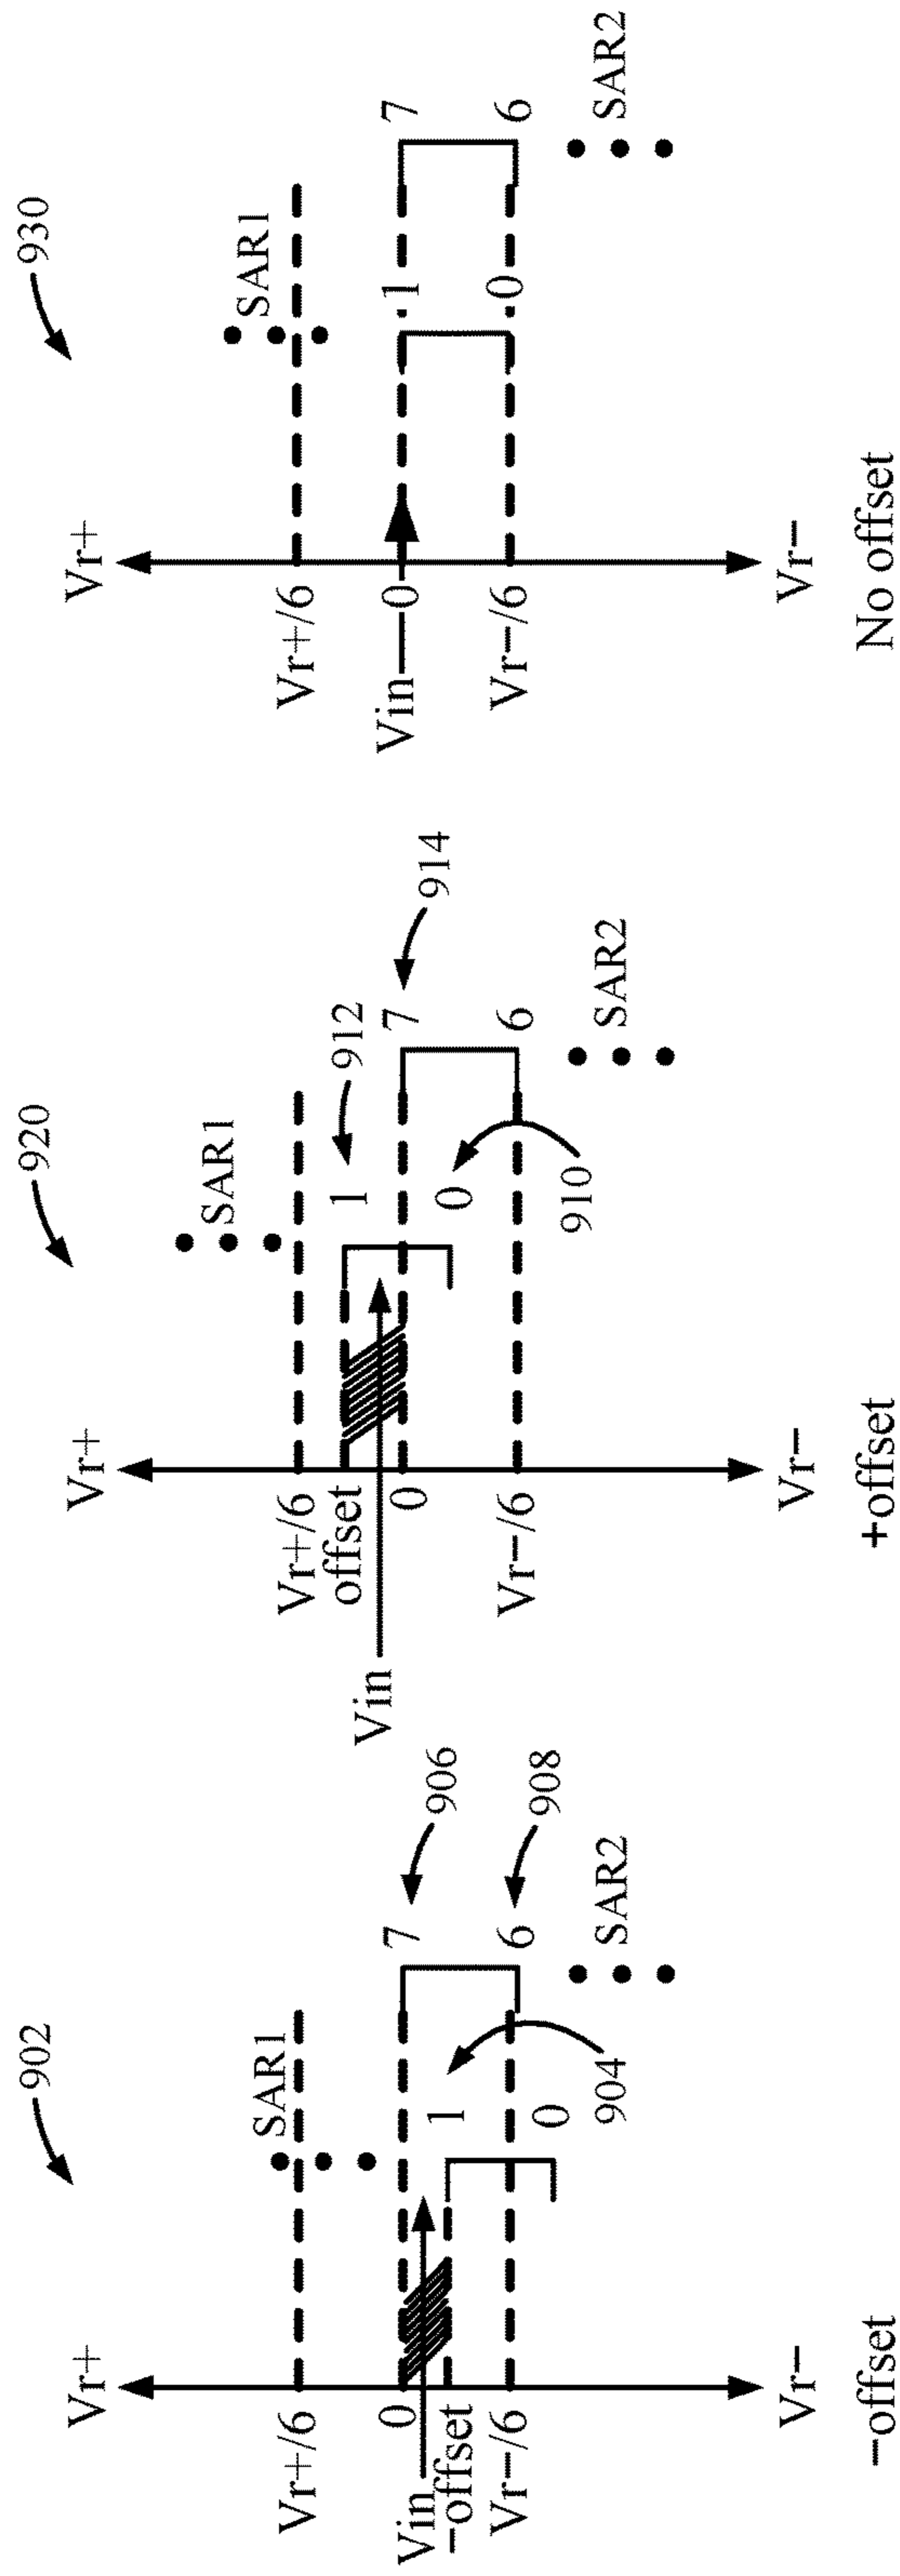 902
Vr+
Vr+/6
0
Vin
−offset
Vr−/6
Vr−
−offset
SAR1
1
0
904
7
906
6
908
SAR2
920
Vr+
Vr+/6
offset
Vin
0
Vr−/6
Vr−
+offset
SAR1
1
912
0
910
7
914
6
SAR2
930
Vr+
Vr+/6
Vin
0
Vr−/6
Vr−
No offset
SAR1
1
0
7
6
SAR2